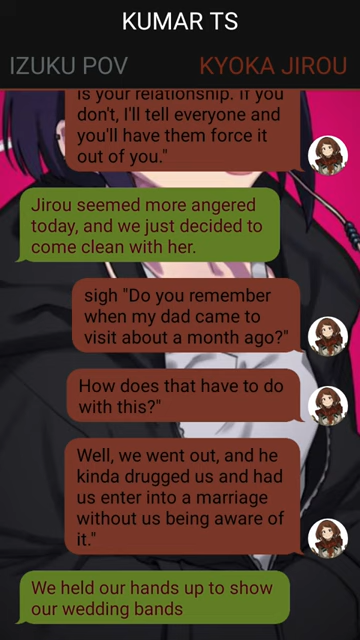 KUMAR TS
IZUKU POV
KYOKA JIROU
is your relationship. If you
don't, I'll tell everyone and
you'll have them force it
out of you."
Jirou seemed more angered
today, and we just decided to
come clean with her.
sigh "Do you remember
when my dad came to
visit about a month ago?"
How does that have to do
with this?"
Well, we went out, and he
kinda drugged us and had
us enter into a marriage
without us being aware of
it."
We held our hands up to show
our wedding bands